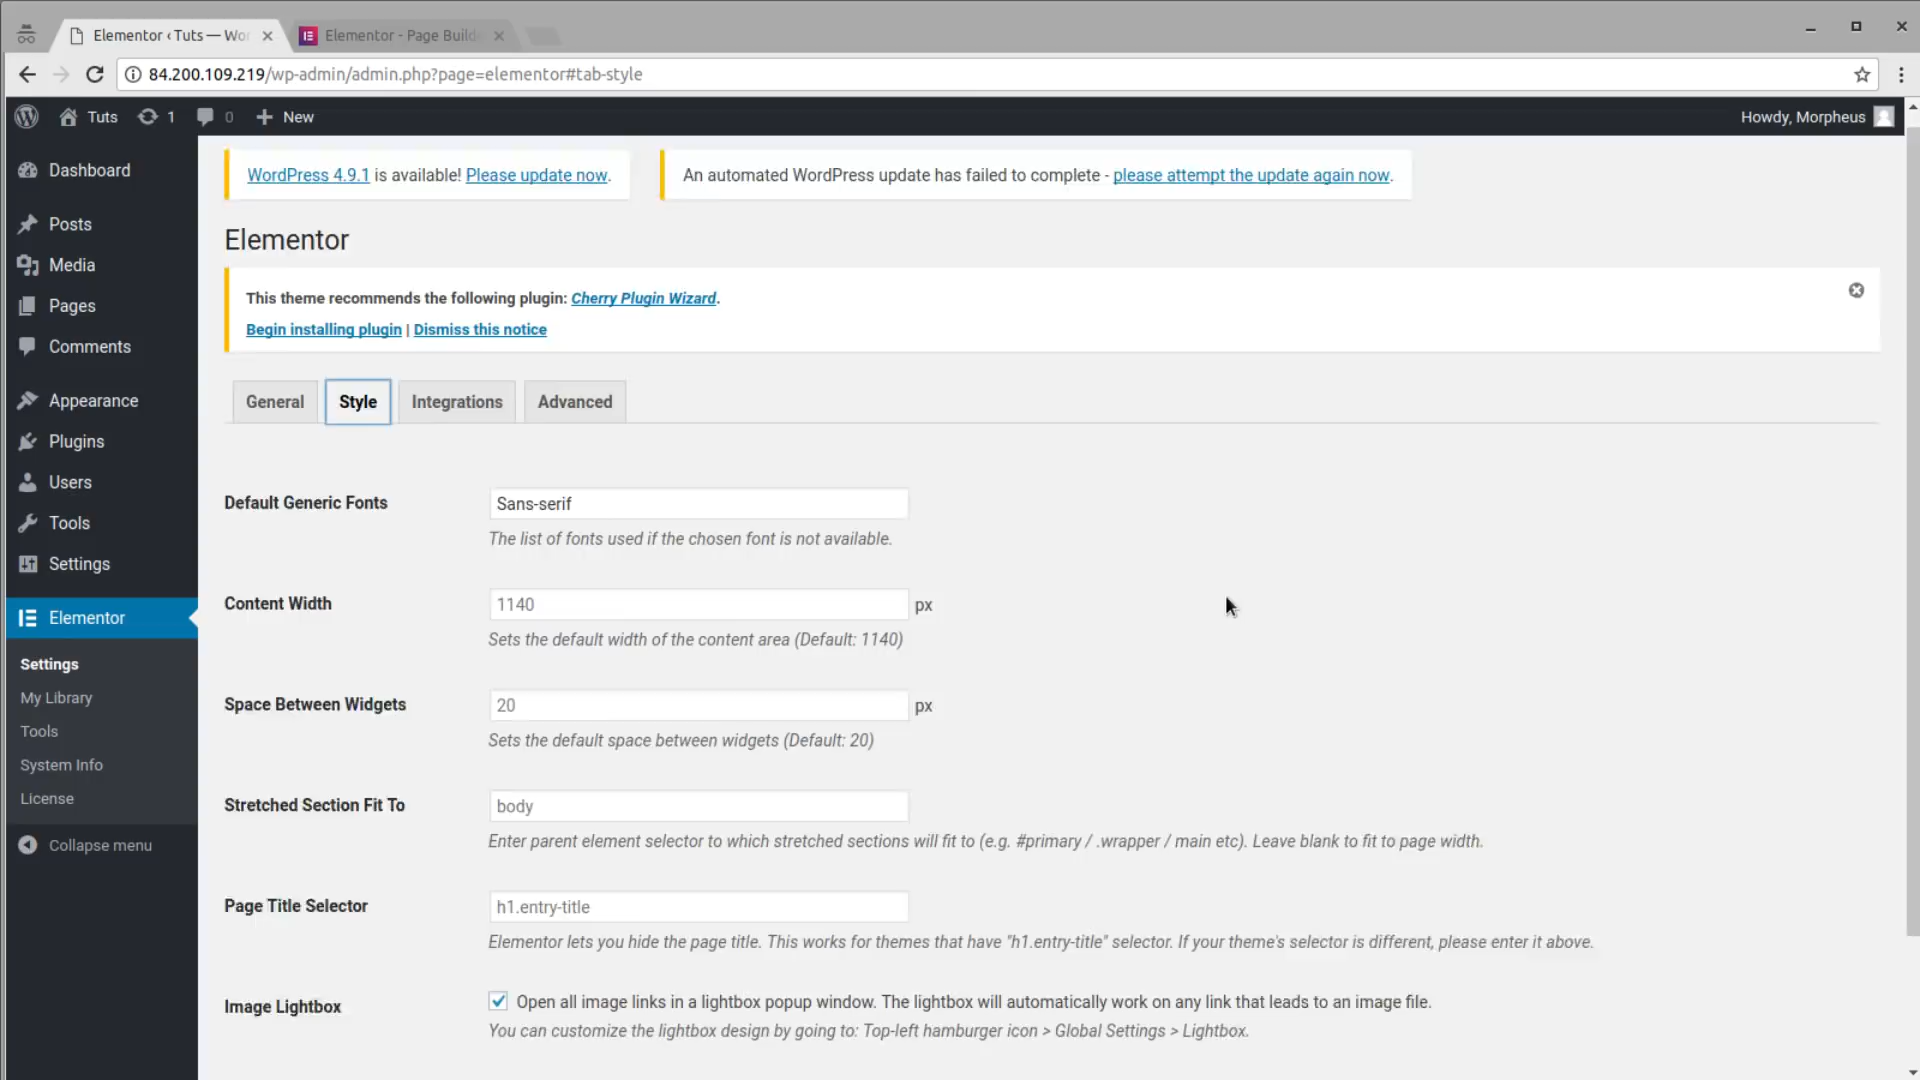 Elementor ‹ Tuts — Wor
Elementor - Page Builde
84.200.109.219/wp-admin/admin.php?page=elementor#tab-style
Tuts
1
0
New
Howdy, Morpheus
Dashboard
Posts
Media
Pages
Comments
Appearance
Plugins
Users
Tools
Settings
Elementor
Settings
My Library
Tools
System Info
License
Collapse menu
WordPress 4.9.1 is available! Please update now.
An automated WordPress update has failed to complete - please attempt the update again now.
Elementor
This theme recommends the following plugin: Cherry Plugin Wizard.
Begin installing plugin | Dismiss this notice
General
Style
Integrations
Advanced
Default Generic Fonts
Sans-serif
The list of fonts used if the chosen font is not available.
Content Width
1140
px
Sets the default width of the content area (Default: 1140)
Space Between Widgets
20
px
Sets the default space between widgets (Default: 20)
Stretched Section Fit To
body
Enter parent element selector to which stretched sections will fit to (e.g. #primary / .wrapper / main etc). Leave blank to fit to page width.
Page Title Selector
h1.entry-title
Elementor lets you hide the page title. This works for themes that have "h1.entry-title" selector. If your theme's selector is different, please enter it above.
Image Lightbox
Open all image links in a lightbox popup window. The lightbox will automatically work on any link that leads to an image file.
You can customize the lightbox design by going to: Top-left hamburger icon > Global Settings > Lightbox.